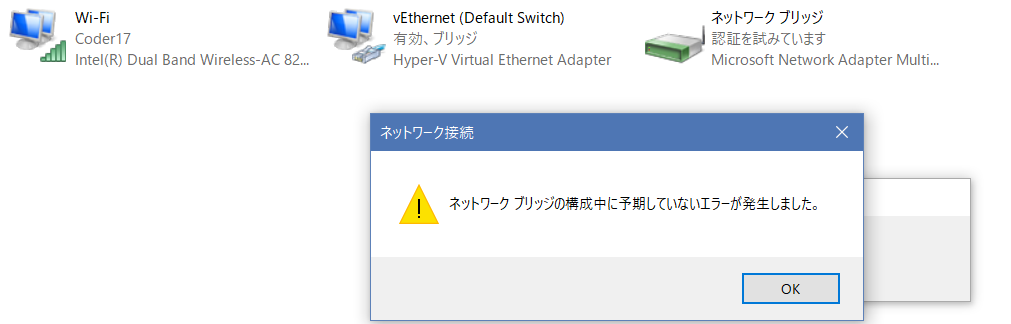 Wi-Fi
Coder17
Intel(R) Dual Band Wireless-AC 82...
vEthernet (Default Switch)
有効、ブリッジ
Hyper-V Virtual Ethernet Adapter
ネットワーク ブリッジ
認証を試みています
Microsoft Network Adapter Multi...
ネットワーク接続
ネットワーク ブリッジの構成中に予期していないエラーが発生しました。
OK